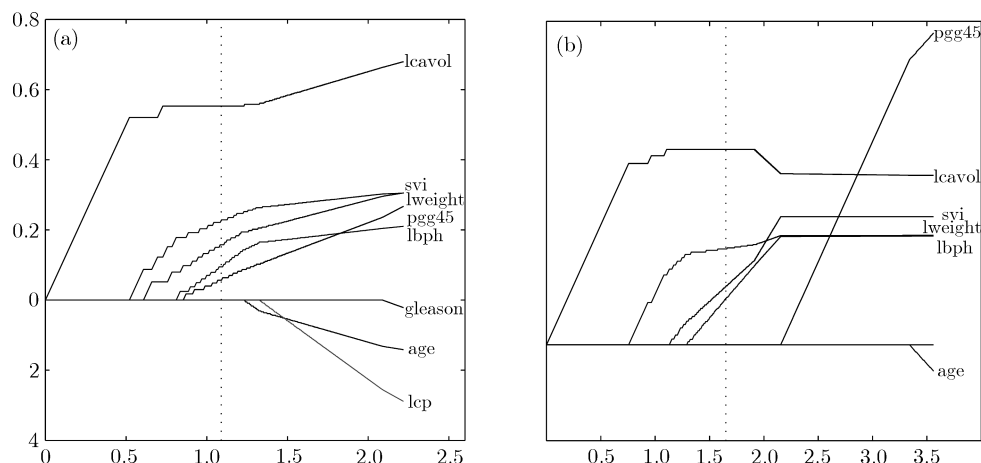 0.8
(a)
lcavol
0.6
0.4
svi
lweight
pgg45
0.2
lbph
0
gleason
age
2
lcp
4
0 0.5 1.0 1.5 2.0 2.5
(b)
pgg45
lcavol
svi
lweight
lbph
age
0.5 1.0 1.5 2.0 2.5 3.0 3.5